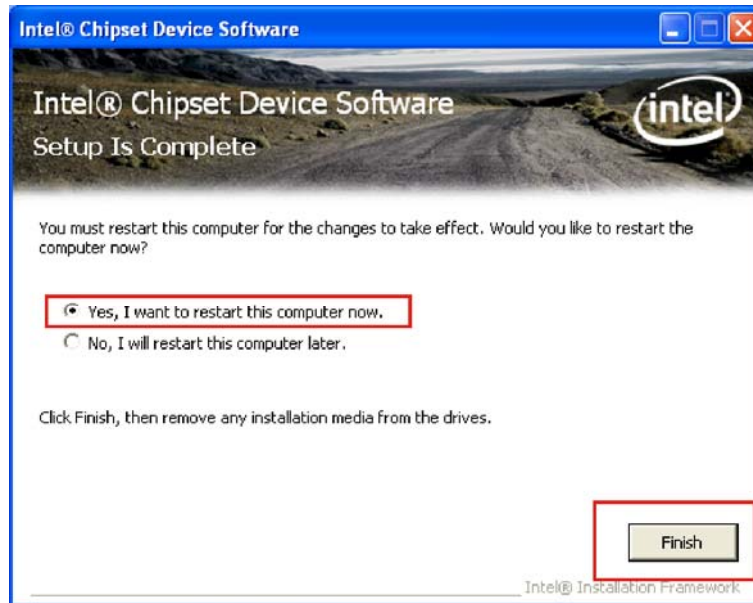 Intel® Chipset Device Software
Intel® Chipset Device Software
intel
Setup Is Complete
You must restart this computer for the changes to take effect. Would you like to restart the
computer now?
Yes, I want to restart this computer now.
No, I will restart this computer later.
Click Finish, then remove any installation media from the drives.
Finish
Intel® Installation Framework